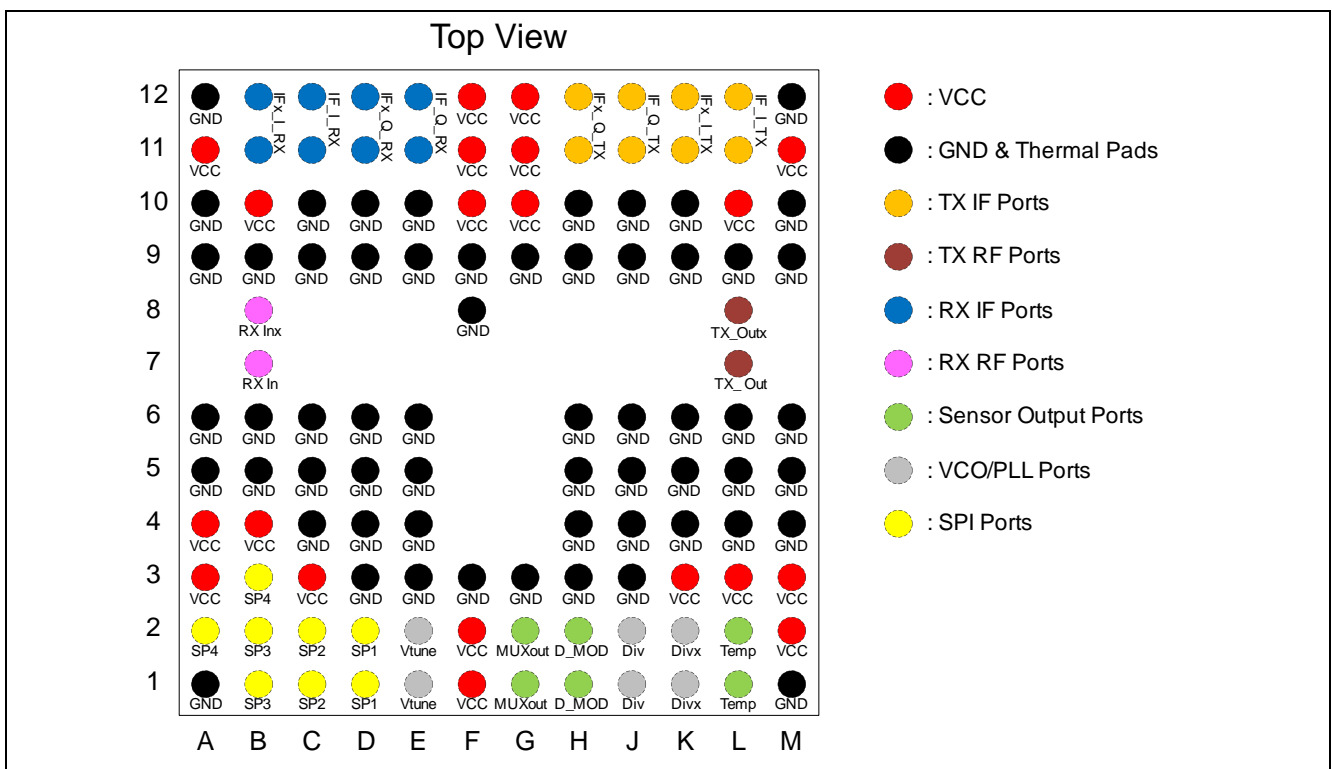 Top View
12
GND
IFx_I_RX
IF_I_RX
IFx_Q_RX
IF_Q_RX
VCC VCC
IFx_Q_TX
IF_Q_TX
IFx_I_TX
IF_I_TX
GND
11
VCC VCC VCC VCC
10
GND VCC GND GND GND VCC VCC GND GND GND VCC GND
9
GND GND GND GND GND GND GND GND GND GND GND GND
8
RX Inx GND TX_Outx
7
RX In TX_ Out
6
GND GND GND GND GND GND GND GND GND GND
5
GND GND GND GND GND GND GND GND GND GND
4
VCC VCC GND GND GND GND GND GND GND GND
3
VCC SP4 VCC GND GND GND GND GND GND VCC VCC VCC
2
SP4 SP3 SP2 SP1 Vtune VCC MUXout D_MOD Div Divx Temp VCC
1
GND SP3 SP2 SP1 Vtune VCC MUXout D_MOD Div Divx Temp GND
A B C D E F G H J K L M
: VCC
: GND & Thermal Pads
: TX IF Ports
: TX RF Ports
: RX IF Ports
: RX RF Ports
: Sensor Output Ports
: VCO/PLL Ports
: SPI Ports